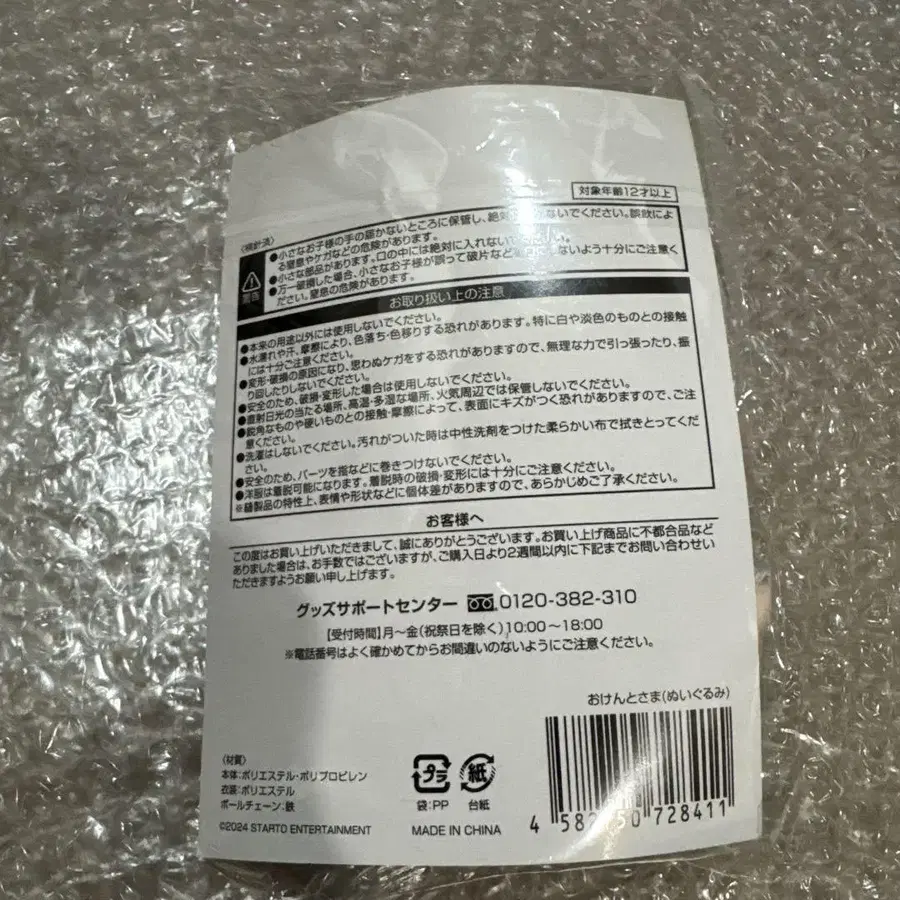 対象年齢12才以上
〈検針済〉
警告
●小さなお子様の手の届かないところに保管し、絶対 ないでください。誤飲によ
る窒息やケガなどの危険があります。
●小さな部品があります。口の中には絶対に入れない ください。
●万一破損した場合、小さなお子様が誤って破片など ないよう十分にご注意く
ださい。窒息の危険があります。
お取り扱い上の注意
●本来の用途以外には使用しないでください。
●水濡れや汗、摩擦により、色落ち・色移りする恐れがあります。特に白や淡色のものとの接触
には十分ご注意ください。
●変形・破損の原因になり、思わぬケガをする恐れがありますので、無理な力で引っ張ったり、振
り回したりしないでください。
●安全のため、破損・変形した場合は使用しないでください。
●直射日光の当たる場所、高温・多湿な場所、火気周辺では保管しないでください。
●鋭角なものや硬いものとの接触・摩擦によって、表面にキズがつく恐れがありますので、ご注
意ください。
●洗濯はしないでください。汚れがついた時は中性洗剤をつけた柔らかい布で拭きとってくだ
さい。
●安全のため、パーツを指などに巻きつけないでください。
●洋服は着脱可能になります。着脱時の破損・変形には十分にご注意ください。
※縫製品の特性上、表情や形状などに個体差がありますので、あらかじめご了承ください。
お客様へ
この度はお買い上げいただきまして、誠にありがとうございます。お買い上げ商品に不都合品など
ありました場合は、お手数ではございますが、ご購入日より2週間以内に下記までお問い合わせい
ただきますようお願い申し上げます。
グッズサポートセンター 0120-382-310
【受付時間】月～金(祝祭日を除く)10:00～18:00
※電話番号はよく確かめてからお間違いのないようにご注意ください。
おけんとさま(ぬいぐるみ)
〈材質〉
本体:ポリエステル・ポリプロピレン
衣装:ポリエステル
ボールチェーン:鉄
©2024 STARTO ENTERTAINMENT
プラ
袋:PP
紙
台紙
MADE IN CHINA
4 582 50 728411